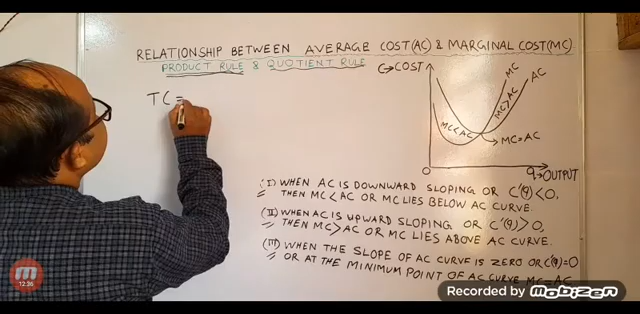 RELATIONSHIP BETWEEN AVERAGE COST(AC) & MARGINAL COST(MC)
PRODUCT RULE & QUOTIENT RULE
C→COST
MC
AC
TC =
MC<AC
MC>AC
→MC=AC
O
q→OUTPUT
(I) WHEN AC IS DOWNWARD SLOPING OR C'(q)<0,
THEN MC<AC OR MC LIES BELOW AC CURVE.
(II) WHEN AC IS UPWARD SLOPING OR C'(q)>0,
THEN MC>AC OR MC LIES ABOVE AC CURVE.
(III) WHEN THE SLOPE OF AC CURVE IS ZERO OR C'(q)=0
OR AT THE MINIMUM POINT OF AC CURVE MC=AC
12:36
Recorded by mobizen